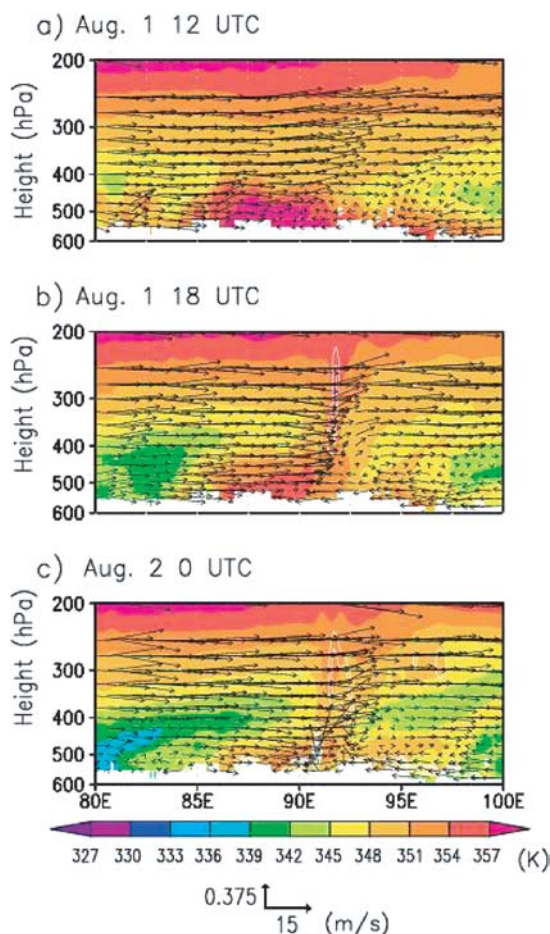 a) Aug. 1 12 UTC
200
300
400
500
600
Height (hPa)
b) Aug. 1 18 UTC
200
300
400
500
600
Height (hPa)
c) Aug. 2 0 UTC
200
300
400
500
600
Height (hPa)
80E 85E 90E 95E 100E
327 330 333 336 339 342 345 348 351 354 357 (K)
0.375
15 (m/s)